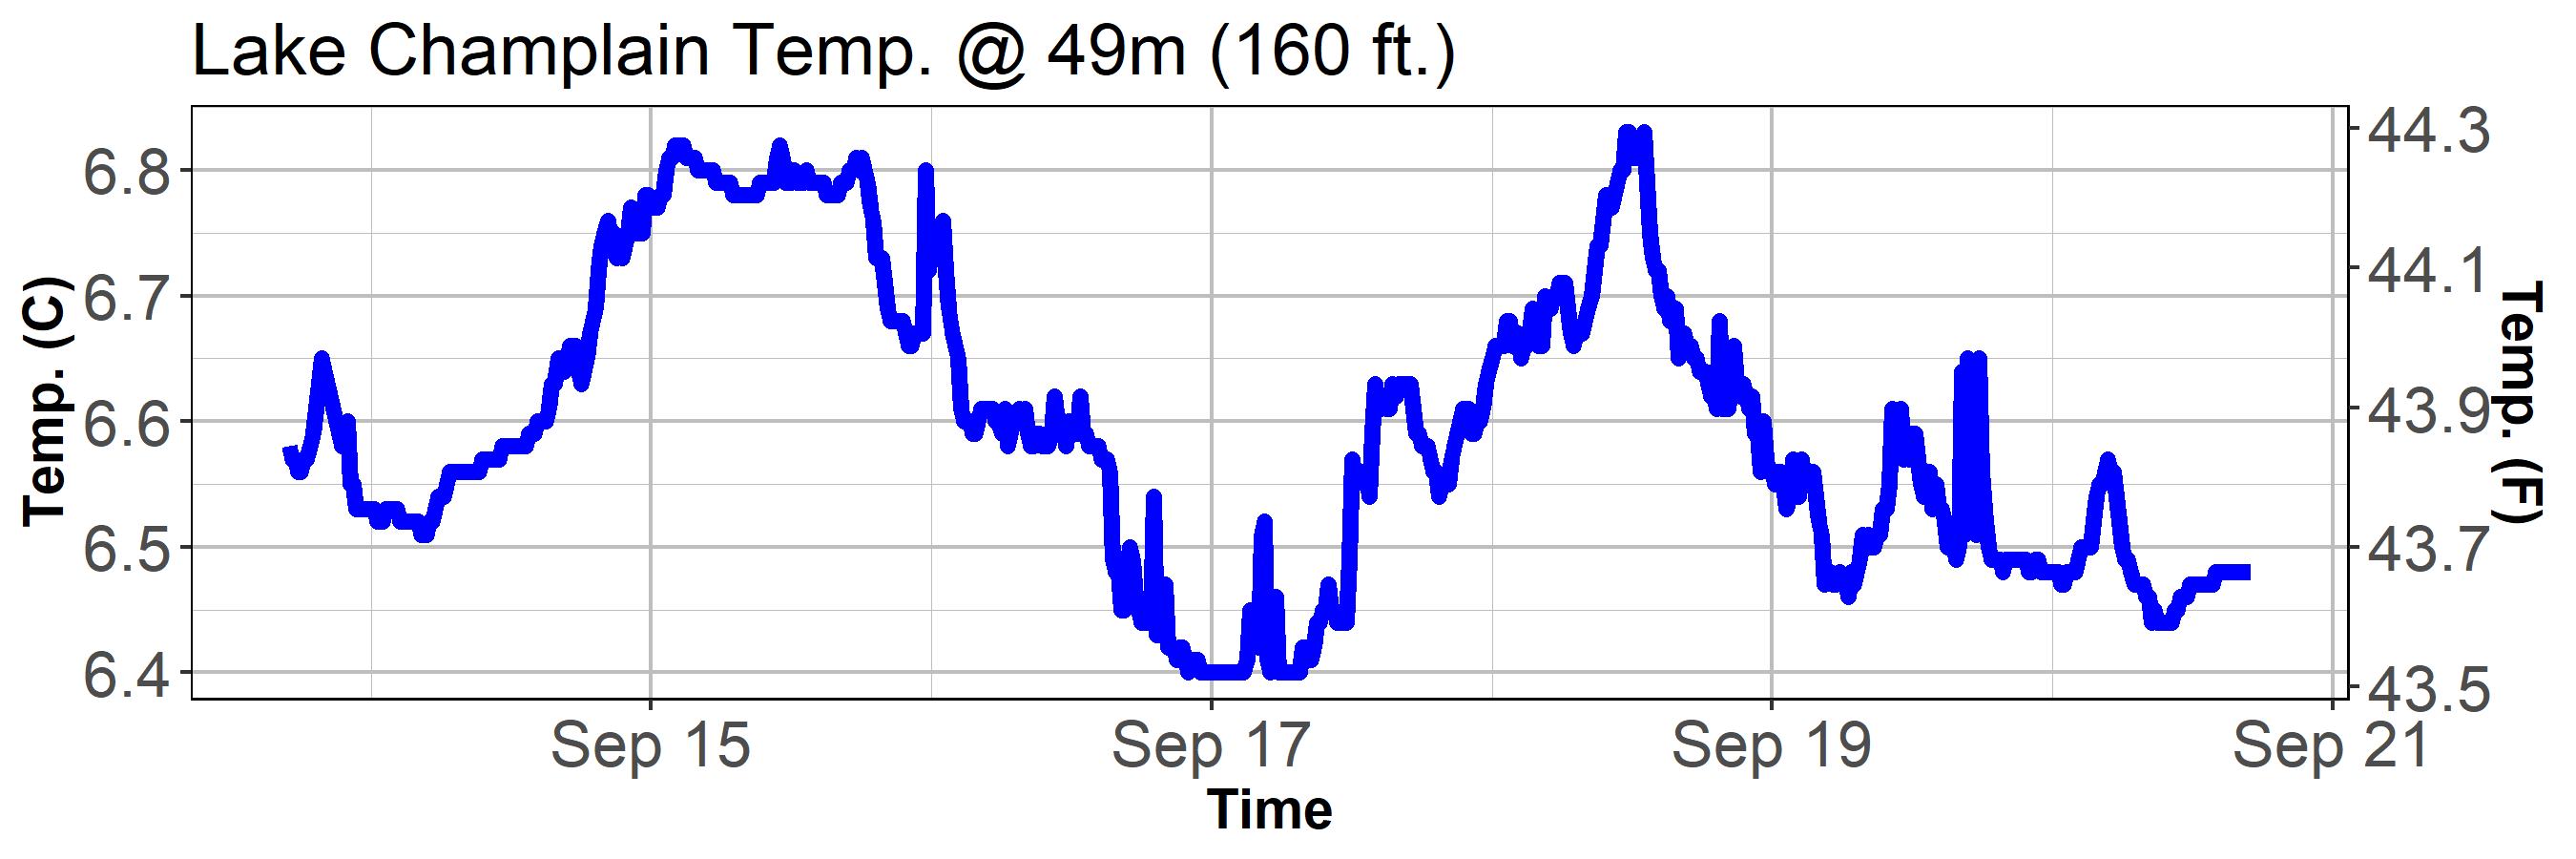 Lake Champlain Temp. @ 49m (160 ft.)
Temp. (C)
6.8
6.7
6.6
6.5
6.4
44.3
44.1
43.9
43.7
43.5
Temp. (F)
Sep 15
Sep 17
Sep 19
Sep 21
Time